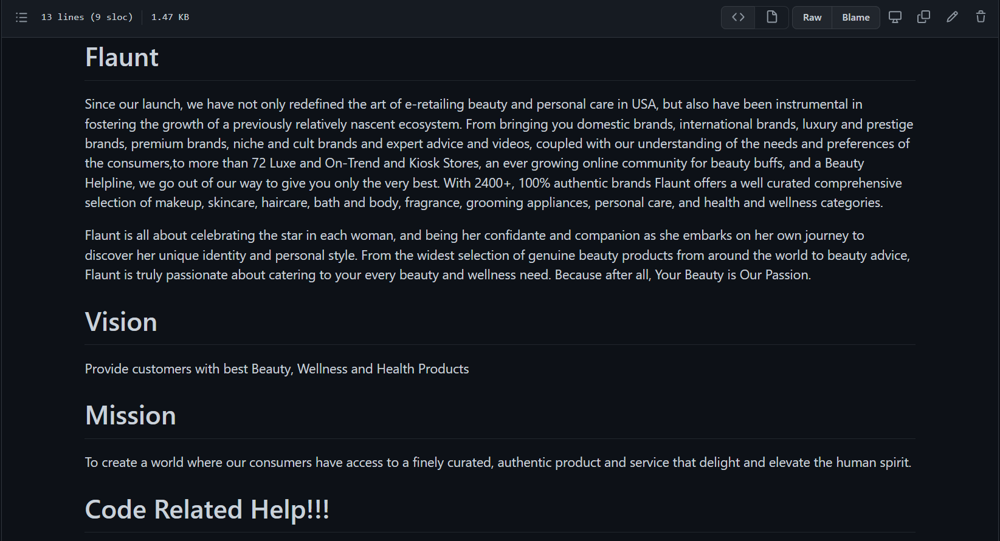 13 lines (9 sloc) 1.47 KB
Raw Blame
Flaunt
Since our launch, we have not only redefined the art of e-retailing beauty and personal care in USA, but also have been instrumental in
fostering the growth of a previously relatively nascent ecosystem. From bringing you domestic brands, international brands, luxury and prestige
brands, premium brands, niche and cult brands and expert advice and videos, coupled with our understanding of the needs and preferences of
the consumers,to more than 72 Luxe and On-Trend and Kiosk Stores, an ever growing online community for beauty buffs, and a Beauty
Helpline, we go out of our way to give you only the very best. With 2400+, 100% authentic brands Flaunt offers a well curated comprehensive
selection of makeup, skincare, haircare, bath and body, fragrance, grooming appliances, personal care, and health and wellness categories.
Flaunt is all about celebrating the star in each woman, and being her confidante and companion as she embarks on her own journey to
discover her unique identity and personal style. From the widest selection of genuine beauty products from around the world to beauty advice,
Flaunt is truly passionate about catering to your every beauty and wellness need. Because after all, Your Beauty is Our Passion.
Vision
Provide customers with best Beauty, Wellness and Health Products
Mission
To create a world where our consumers have access to a finely curated, authentic product and service that delight and elevate the human spirit.
Code Related Help!!!